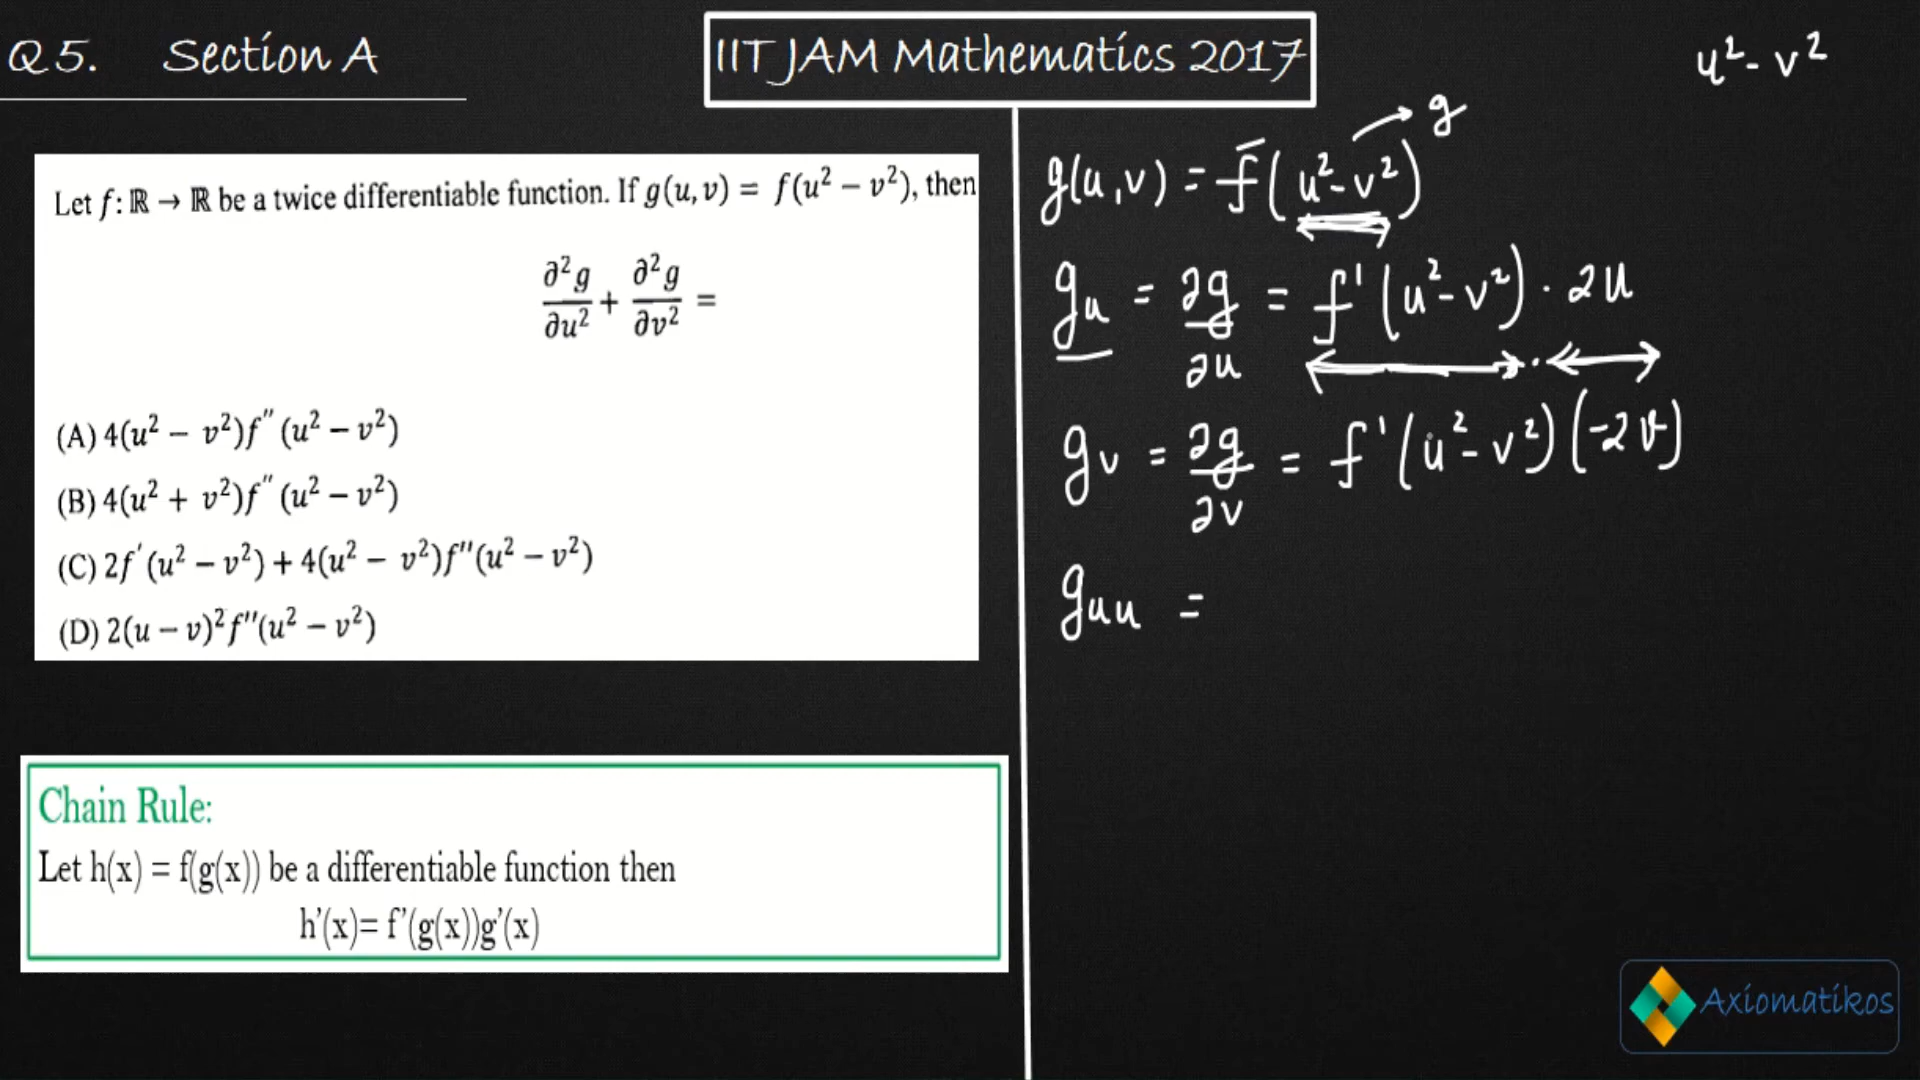 Q5. Section A
IIT JAM Mathematics 2017
u² - v²
Let f: ℝ → ℝ be a twice differentiable function. If g(u, v) = f(u² − v²), then
∂²g/∂u² + ∂²g/∂v² =
(A) 4(u² − v²)f″(u² − v²)
(B) 4(u² + v²)f″(u² − v²)
(C) 2f′(u² − v²) + 4(u² − v²)f″(u² − v²)
(D) 2(u − v)²f″(u² − v²)
Chain Rule:
Let h(x) = f(g(x)) be a differentiable function then
h’(x)= f’(g(x))g’(x)
g
g(u,v) = f(u²-v²)
gu = ∂g/∂u = f'(u²-v²) · 2u
gv = ∂g/∂v = f'(u²-v²)(-2v)
guu =
Axiomatikos